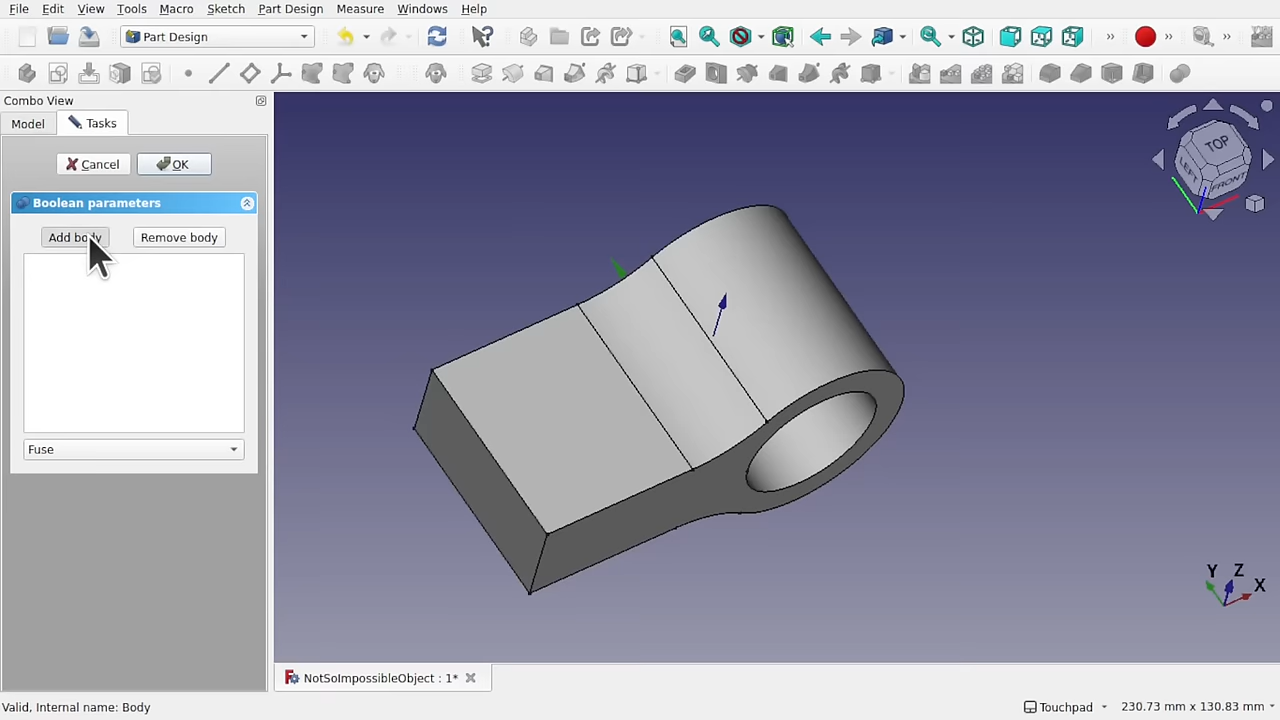 File Edit View Tools Macro Sketch Part Design Measure Windows Help
Part Design
Combo View
Model Tasks
Cancel OK
Boolean parameters
Add body Remove body
Fuse
TOP
LEFT FRONT
Y Z X
NotSoImpossibleObject : 1*
Valid, Internal name: Body Touchpad 230.73 mm x 130.83 mm